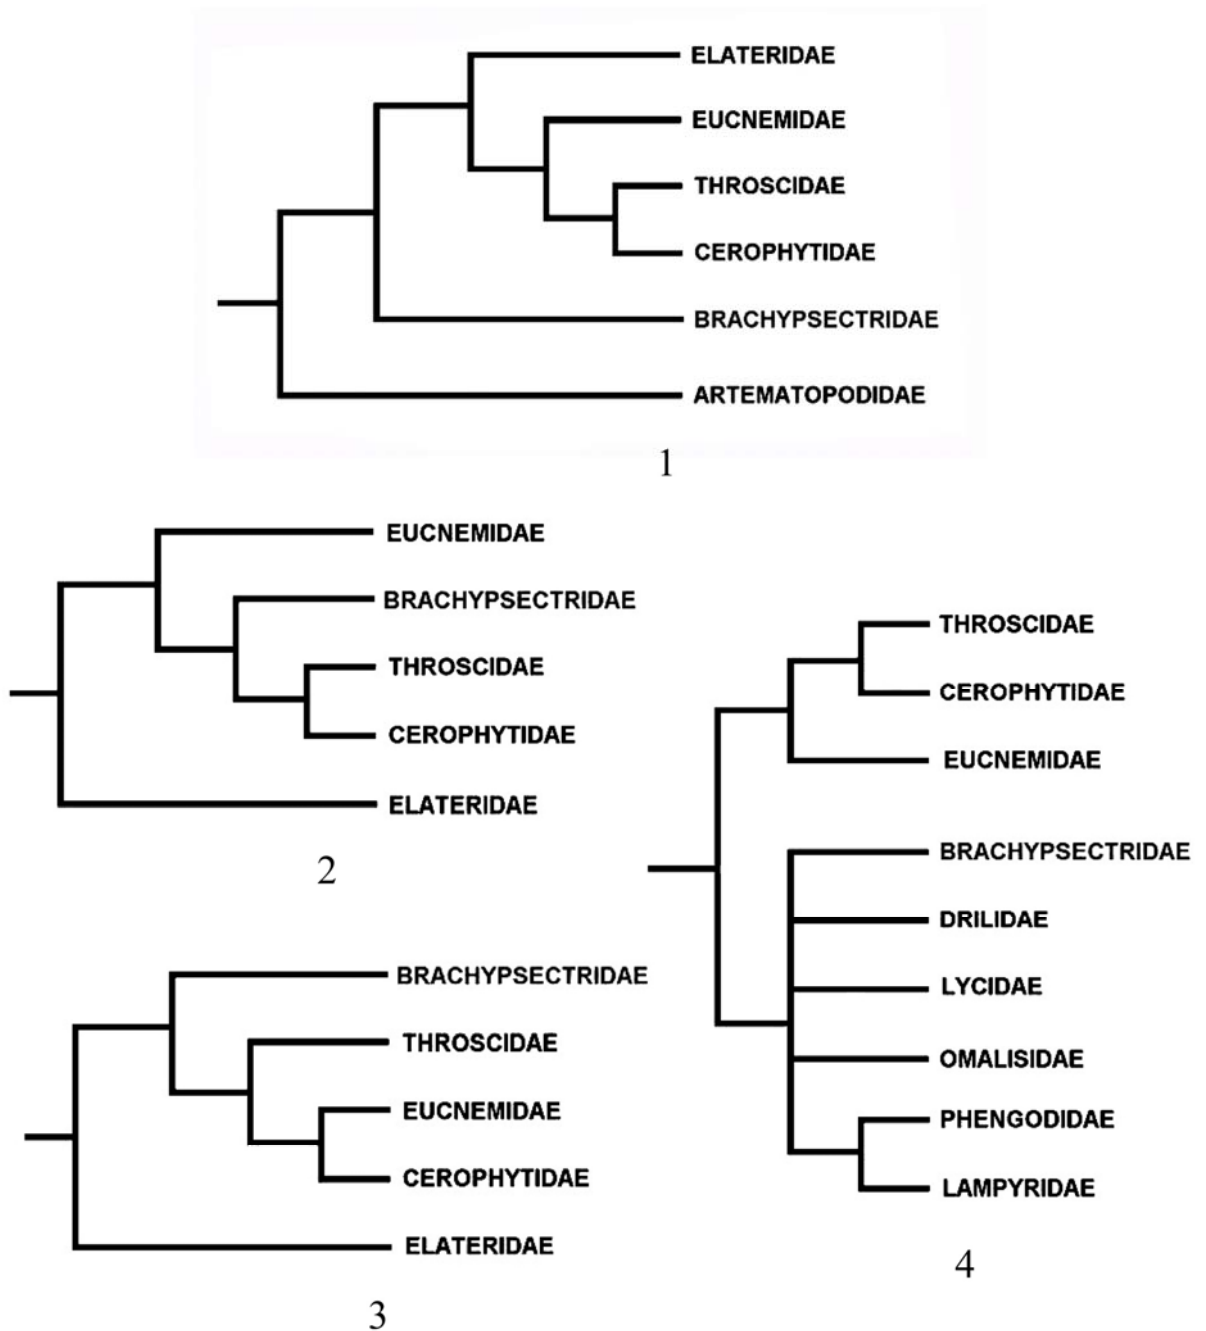 ELATERIDAE
EUCNEMIDAE
THROSCIDAE
CEROPHYTIDAE
BRACHYPSECTRIDAE
ARTEMATOPODIDAE
1
EUCNEMIDAE
BRACHYPSECTRIDAE
THROSCIDAE
CEROPHYTIDAE
ELATERIDAE
2
BRACHYPSECTRIDAE
THROSCIDAE
EUCNEMIDAE
CEROPHYTIDAE
ELATERIDAE
3
THROSCIDAE
CEROPHYTIDAE
EUCNEMIDAE
BRACHYPSECTRIDAE
DRILIDAE
LYCIDAE
OMALISIDAE
PHENGODIDAE
LAMPYRIDAE
4